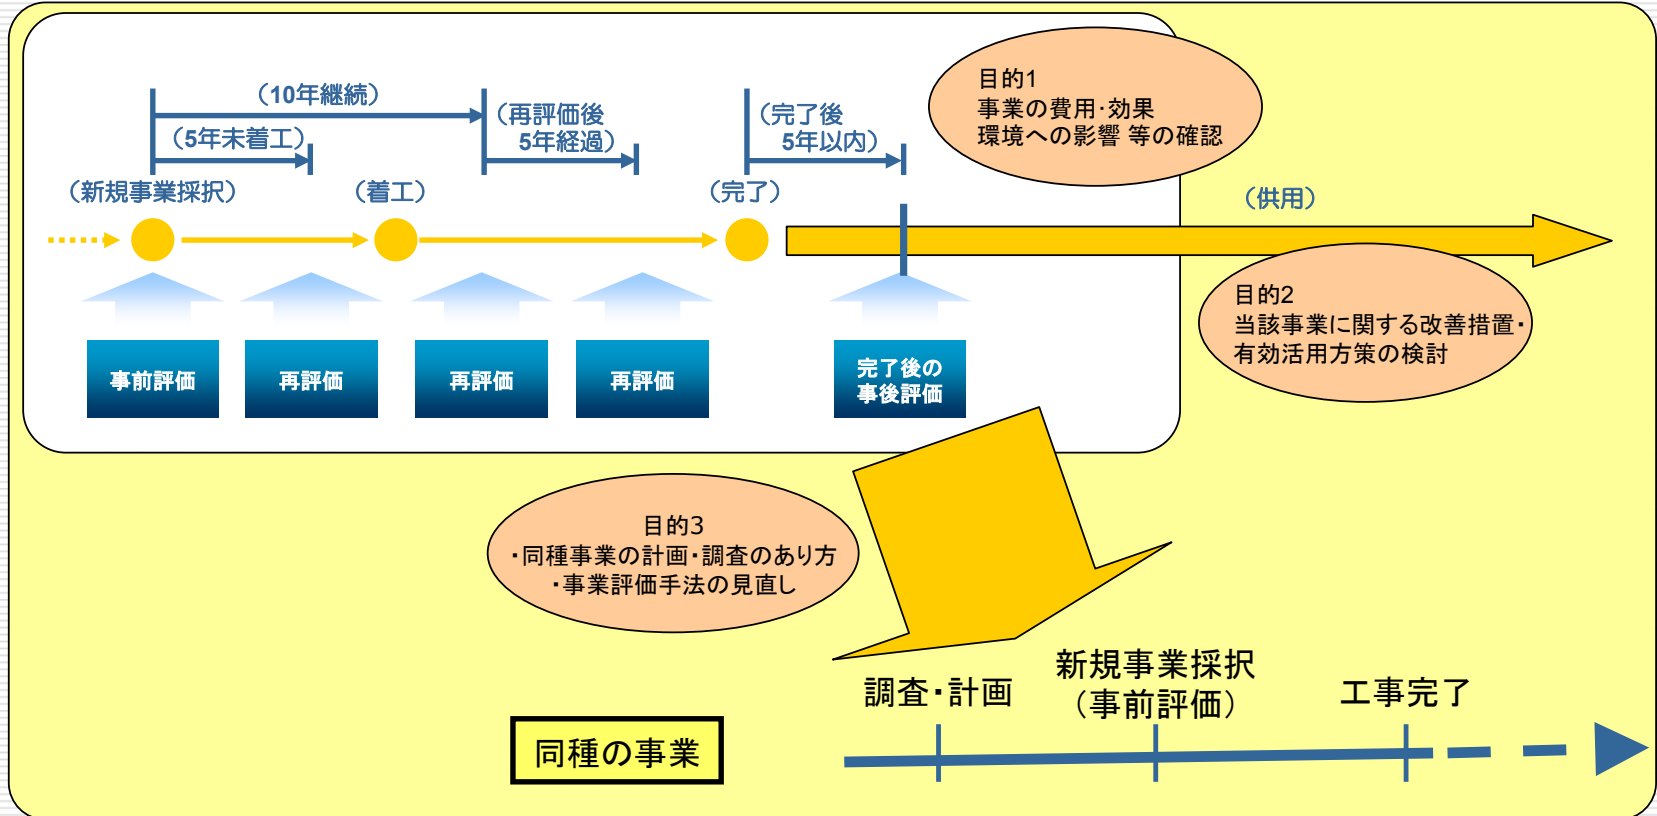 (10年継続)
(5年未着工)
(再評価後
5年経過)
(完了後
5年以内)
(新規事業採択)
(着工)
(完了)
(供用)
目的1
事業の費用・効果
環境への影響 等の確認
事前評価
再評価
再評価
再評価
完了後の
事後評価
目的2
当該事業に関する改善措置・
有効活用方策の検討
目的3
・同種事業の計画・調査のあり方
・事業評価手法の見直し
調査・計画
新規事業採択
(事前評価)
工事完了
同種の事業